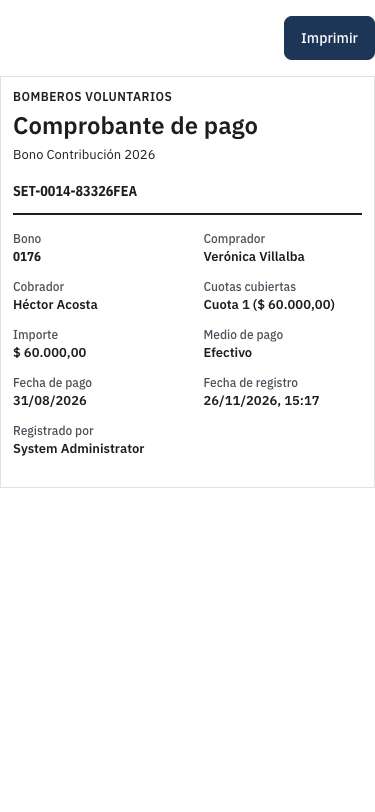 Imprimir
BOMBEROS VOLUNTARIOS
Comprobante de pago
Bono Contribución 2026
SET-0014-83326FEA
Bono
0176
Comprador
Verónica Villalba
Cobrador
Héctor Acosta
Cuotas cubiertas
Cuota 1 ($ 60.000,00)
Importe
$ 60.000,00
Medio de pago
Efectivo
Fecha de pago
31/08/2026
Fecha de registro
26/11/2026, 15:17
Registrado por
System Administrator